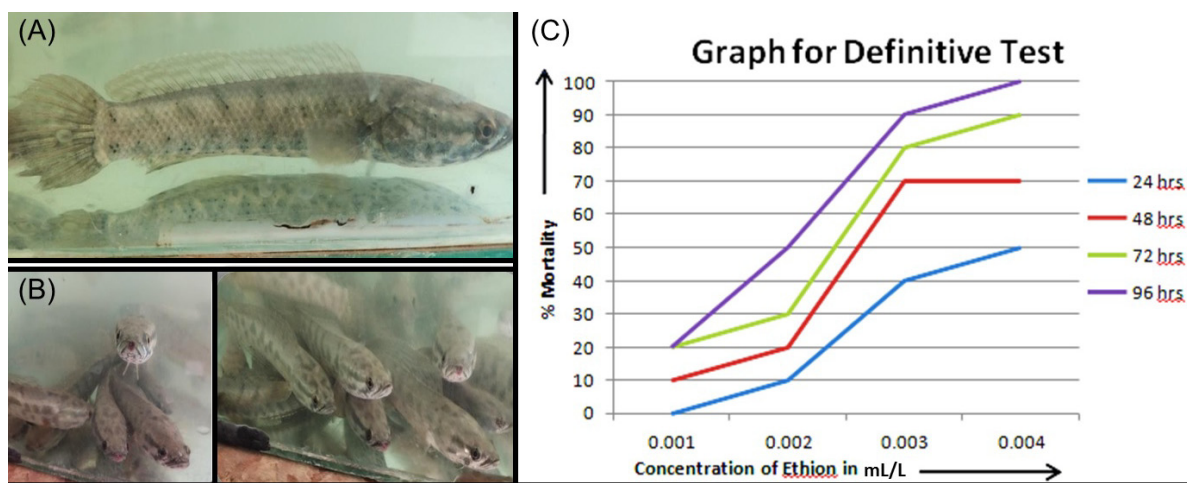 (A)
(B)
(C)
Graph for Definitive Test
% Mortality
100
90
80
70
60
50
40
30
20
10
0
0.001 0.002 0.003 0.004
Concentration of Ethion in mL/L
24 hrs
48 hrs
72 hrs
96 hrs